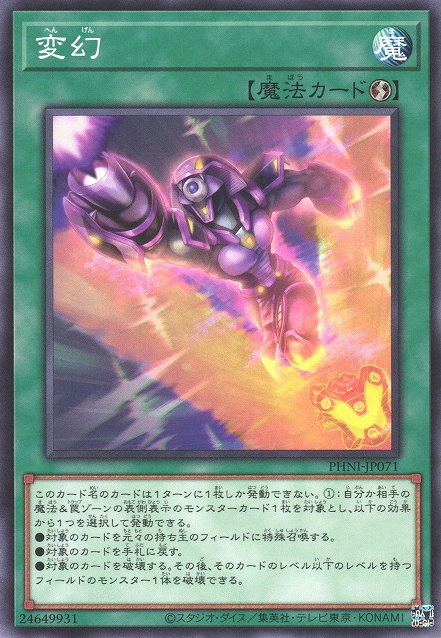 変幻
魔
【魔法カード】
PHNI-JP071
このカード名のカードは1ターンに1枚しか発動できない。①:自分か相手の
魔法&罠ゾーンの表側表示のモンスターカード1枚を対象とし、以下の効果
から1つを選択して発動できる。
●対象のカードを元々の持ち主のフィールドに特殊召喚する。
●対象のカードを手札に戻す。
●対象のカードを破壊する。その後、そのカードのレベル以下のレベルを持つ
フィールドのモンスター1体を破壊できる。
24649931
©スタジオ・ダイス/集英社・テレビ東京・KONAMI